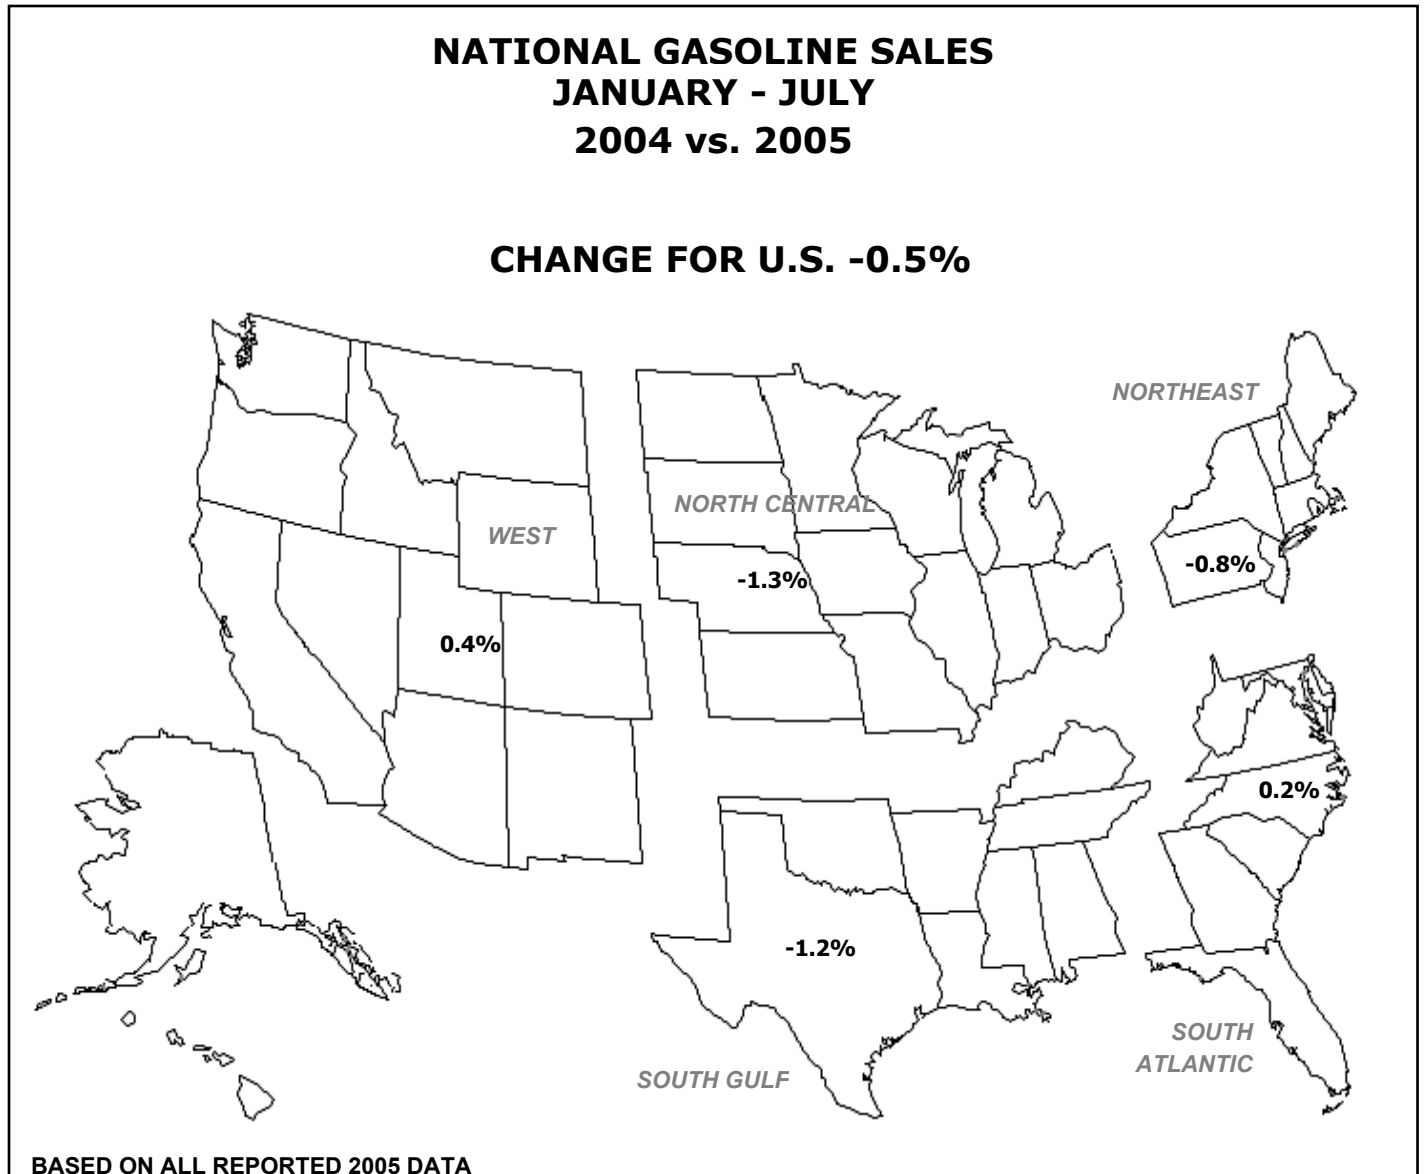 NATIONAL GASOLINE SALES
JANUARY - JULY
2004 vs. 2005
CHANGE FOR U.S. -0.5%
NORTHEAST
NORTH CENTRAL
WEST
-0.8%
-1.3%
0.4%
0.2%
-1.2%
SOUTH
ATLANTIC
SOUTH GULF
BASED ON ALL REPORTED 2005 DATA